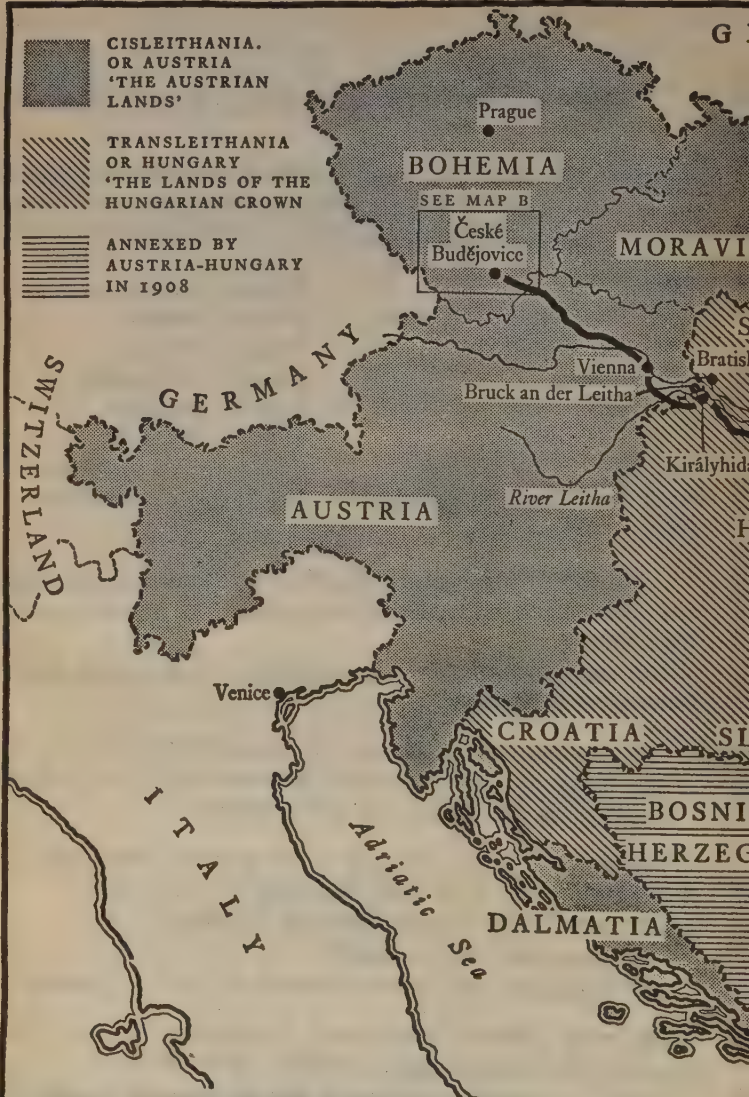 CISLEITHANIA.
OR AUSTRIA
'THE AUSTRIAN
LANDS'
TRANSLEITHANIA
OR HUNGARY
'THE LANDS OF THE
HUNGARIAN CROWN
ANNEXED BY
AUSTRIA-HUNGARY
IN 1908
G
Prague
BOHEMIA
SEE MAP B
České
Budějovice
MORAVI
S
GERMANY
SWITZERLAND
Vienna
Bratisl
Bruck an der Leitha
Királyhida
River Leitha
AUSTRIA
H
Venice
CROATIA
SL
ITALY
Adriatic Sea
BOSNI
HERZEG
DALMATIA